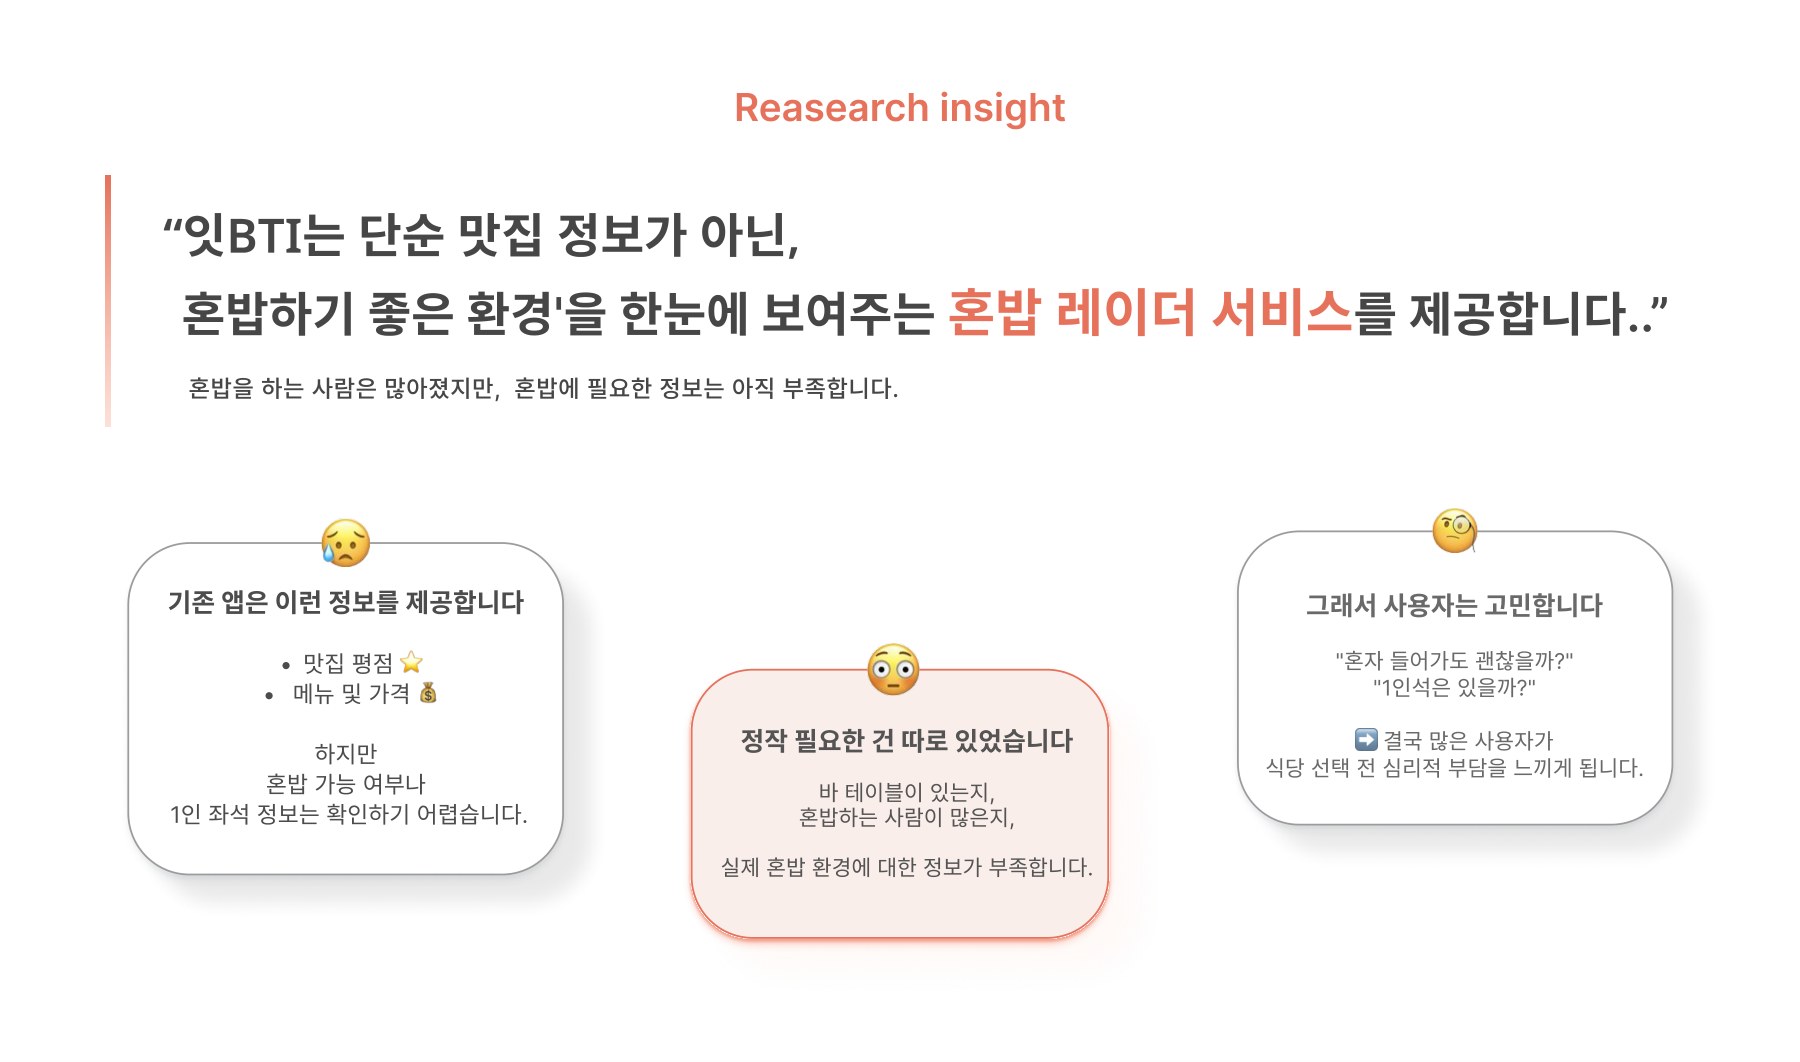 Reasearch insight
“잇BTI는 단순 맛집 정보가 아닌,
혼밥하기 좋은 환경'을 한눈에 보여주는 혼밥 레이더 서비스를 제공합니다..”
혼밥을 하는 사람은 많아졌지만, 혼밥에 필요한 정보는 아직 부족합니다.
기존 앱은 이런 정보를 제공합니다
• 맛집 평점 ⭐
• 메뉴 및 가격 💰
하지만
혼밥 가능 여부나
1인 좌석 정보는 확인하기 어렵습니다.
정작 필요한 건 따로 있었습니다
바 테이블이 있는지,
혼밥하는 사람이 많은지,
실제 혼밥 환경에 대한 정보가 부족합니다.
그래서 사용자는 고민합니다
"혼자 들어가도 괜찮을까?"
"1인석은 있을까?"
➡️ 결국 많은 사용자가
식당 선택 전 심리적 부담을 느끼게 됩니다.